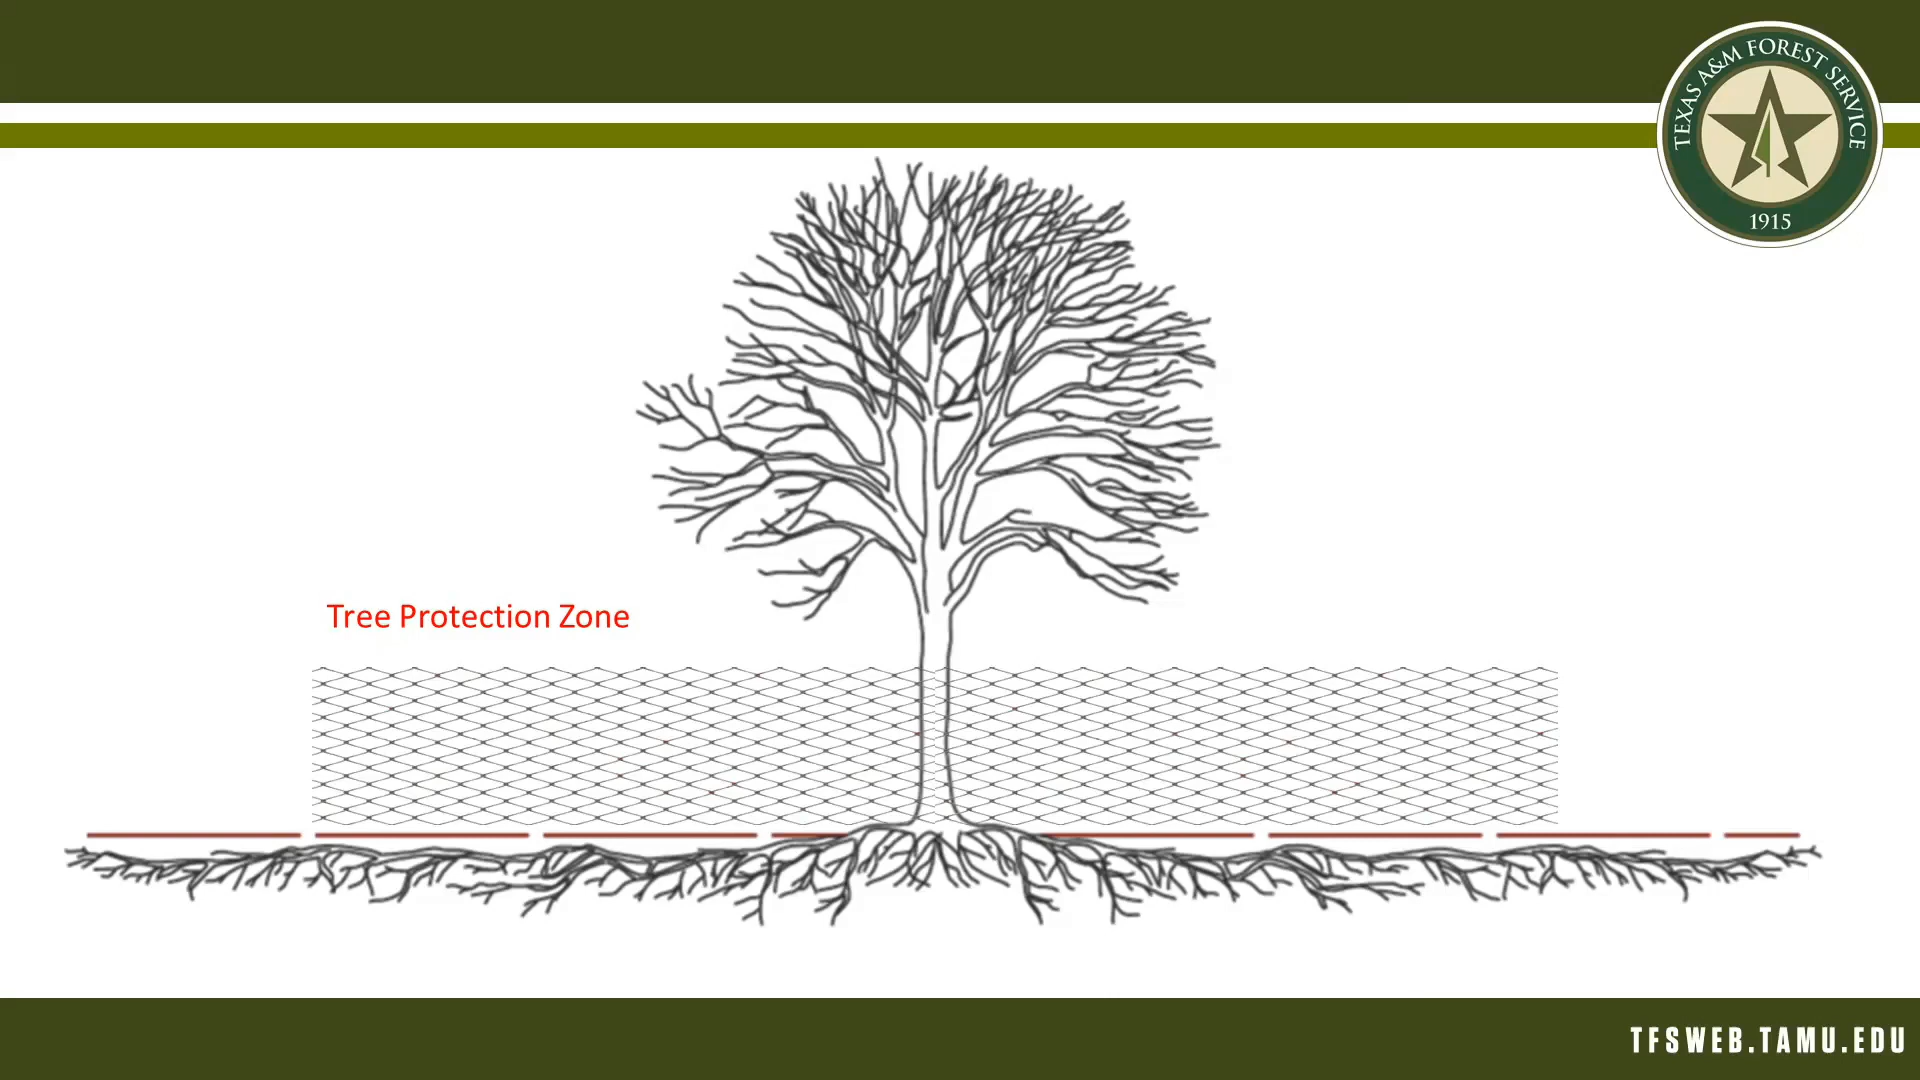 TEXAS A&M FOREST SERVICE
1915
Tree Protection Zone
TFSWEB.TAMU.EDU